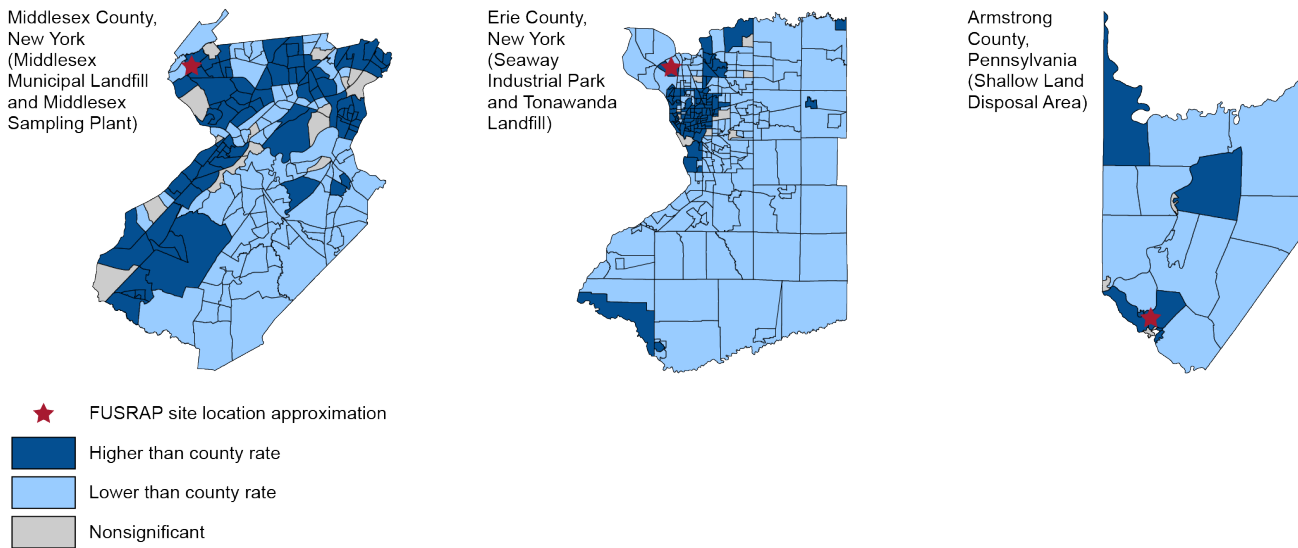 Middlesex County,
New York
(Middlesex
Municipal Landfill
and Middlesex
Sampling Plant)
Erie County,
New York
(Seaway
Industrial Park
and Tonawanda
Landfill)
Armstrong
County,
Pennsylvania
(Shallow Land
Disposal Area)
FUSRAP site location approximation
Higher than county rate
Lower than county rate
Nonsignificant